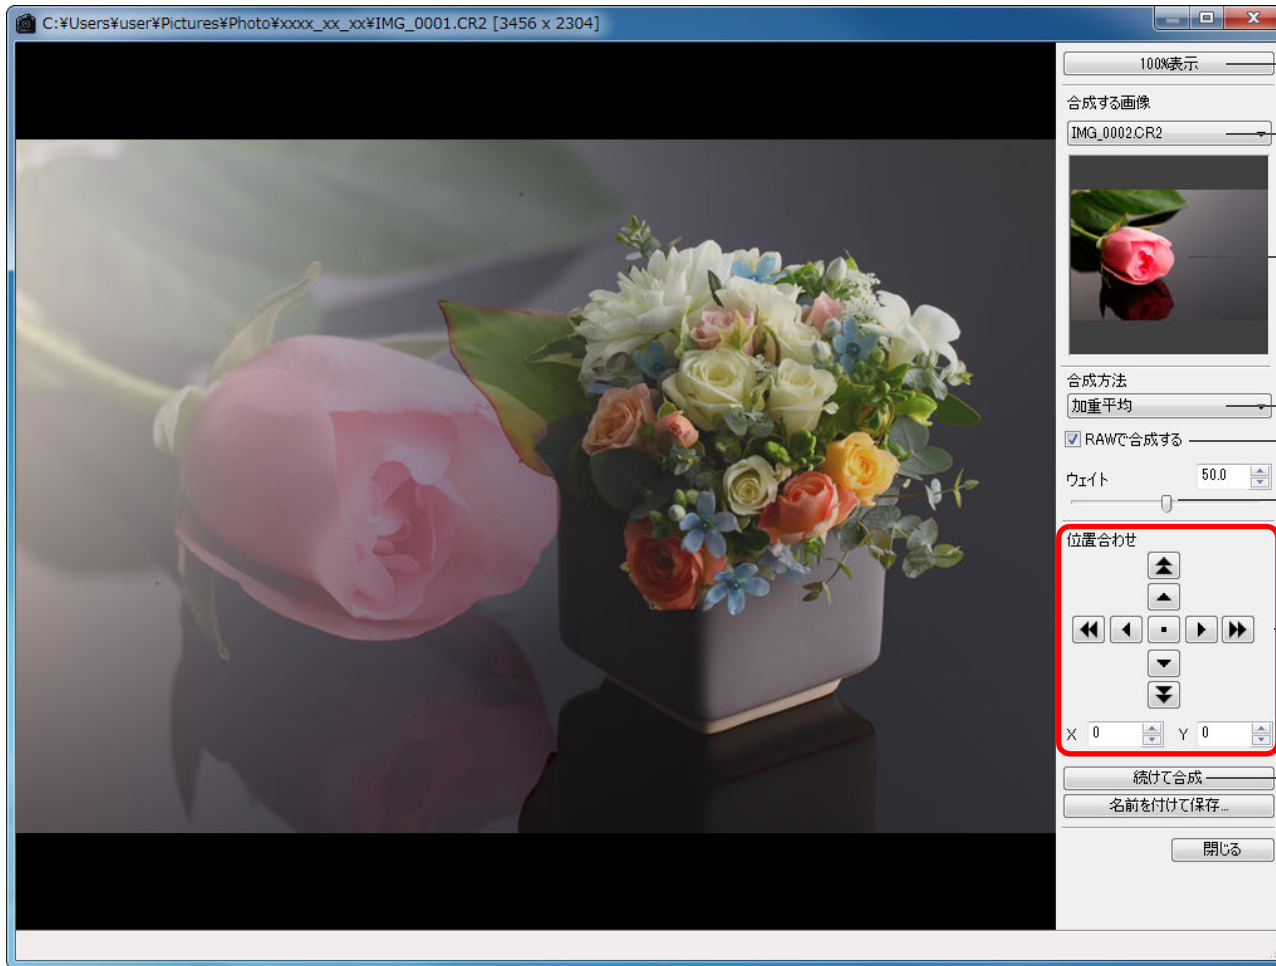 C:¥Users¥user¥Pictures¥Photo¥xxxx_xx_xx¥IMG_0001.CR2 [3456 x 2304]
100%表示
合成する画像
IMG_0002.CR2
合成方法
加重平均
RAWで合成する
ウェイト 50.0
位置合わせ
X 0 Y 0
続けて合成
名前を付けて保存...
閉じる